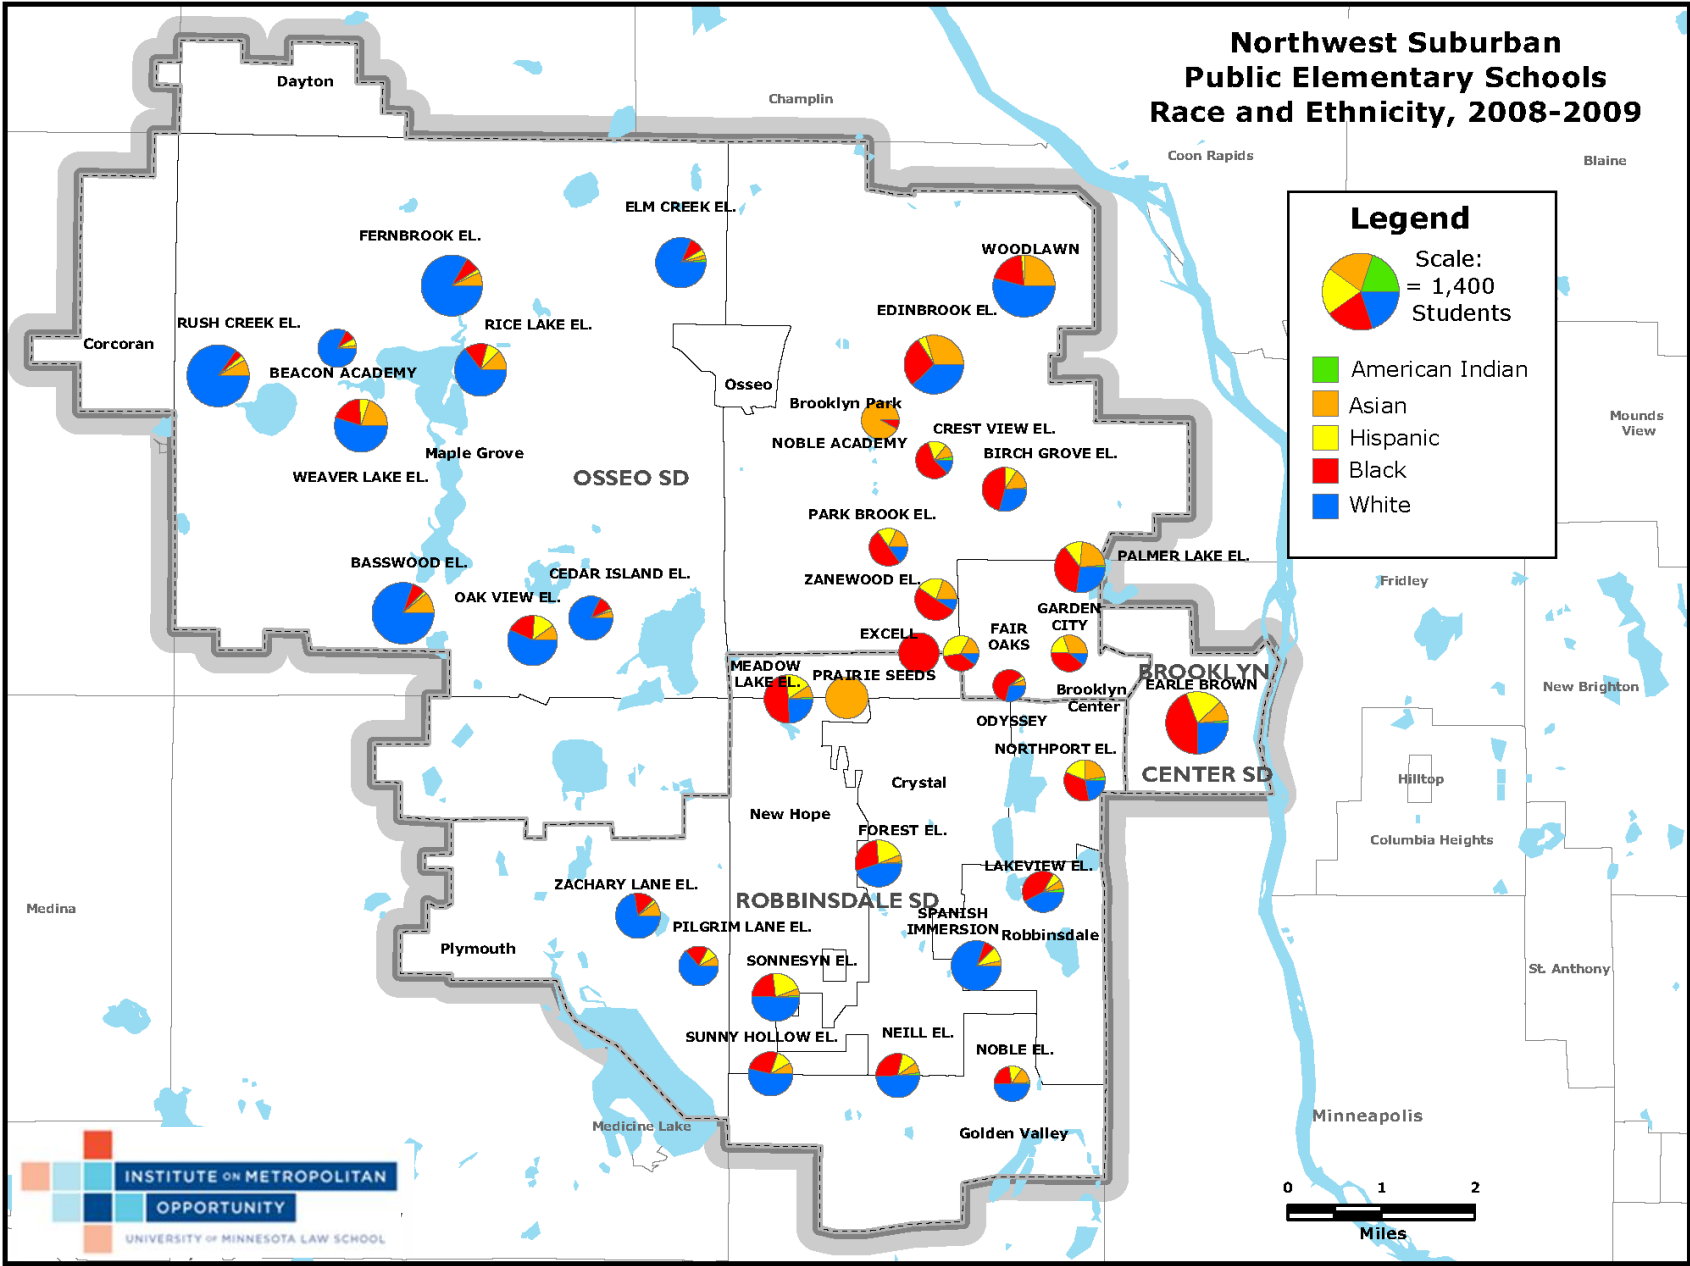 Northwest Suburban
Public Elementary Schools
Race and Ethnicity, 2008-2009
Dayton
Champlin
Coon Rapids
Blaine
Legend
Scale:
= 1,400
Students
American Indian
Asian
Hispanic
Black
White
ELM CREEK EL.
FERNBROOK EL.
WOODLAWN
EDINBROOK EL.
RUSH CREEK EL.
RICE LAKE EL.
Corcoran
BEACON ACADEMY
Osseo
Brooklyn Park
NOBLE ACADEMY
CREST VIEW EL.
BIRCH GROVE EL.
Mounds
View
Maple Grove
WEAVER LAKE EL.
OSSEO SD
PARK BROOK EL.
PALMER LAKE EL.
BASSWOOD EL.
CEDAR ISLAND EL.
OAK VIEW EL.
ZANEWOOD EL.
Fridley
GARDEN
CITY
EXCELL
FAIR
OAKS
MEADOW
LAKE EL.
PRAIRIE SEEDS
BROOKLYN
EARLE BROWN
Brooklyn
Center
New Brighton
ODYSSEY
NORTHPORT EL.
CENTER SD
Hilltop
Crystal
New Hope
FOREST EL.
Columbia Heights
LAKEVIEW EL.
ZACHARY LANE EL.
ROBBINSDALE SD
SPANISH
IMMERSION
Robbinsdale
Medina
PILGRIM LANE EL.
Plymouth
SONNESYN EL.
St. Anthony
SUNNY HOLLOW EL.
NEILL EL.
NOBLE EL.
Medicine Lake
Golden Valley
Minneapolis
0 1 2
Miles
INSTITUTE ON METROPOLITAN
OPPORTUNITY
UNIVERSITY OF MINNESOTA LAW SCHOOL